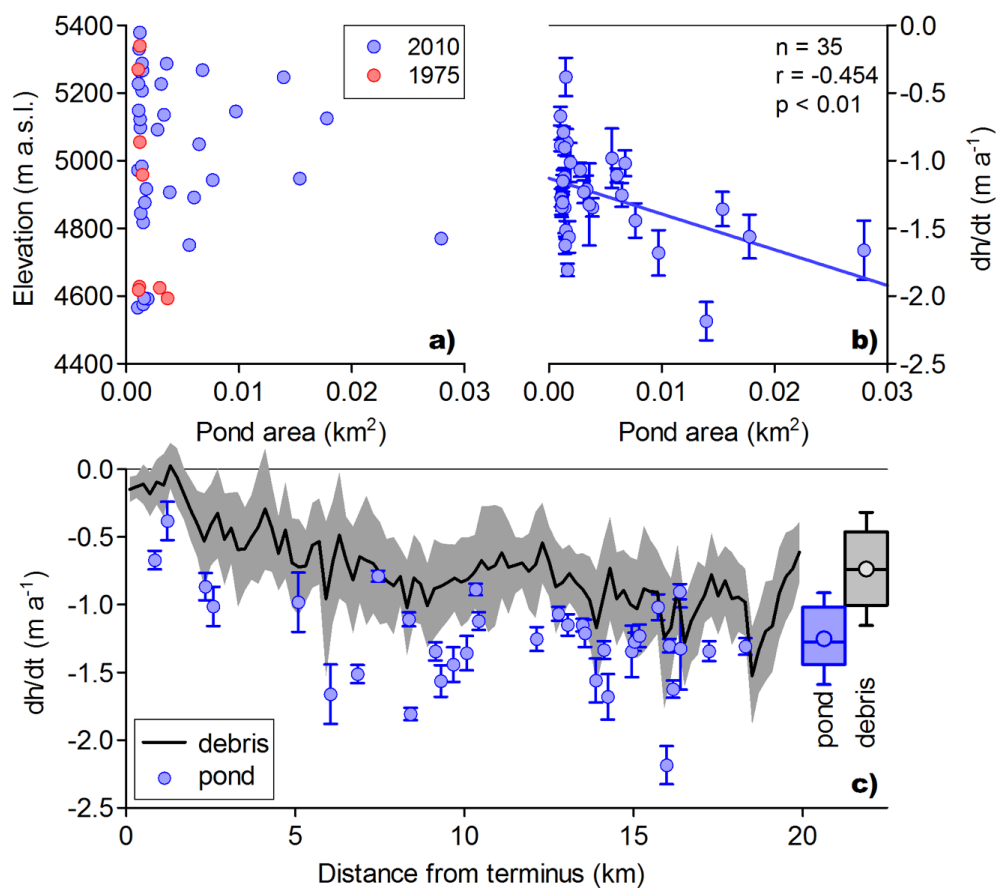 5400
5200
5000
4800
4600
4400
Elevation (m a.s.l.)
2010
1975
a)
0.00
0.01
0.02
0.03
Pond area (km²)
n = 35
r = -0.454
p < 0.01
b)
0.0
-0.5
-1.0
-1.5
-2.0
-2.5
dh/dt (m a⁻¹)
0.00
0.01
0.02
0.03
Pond area (km²)
0.0
-0.5
-1.0
-1.5
-2.0
-2.5
dh/dt (m a⁻¹)
debris
pond
pond
debris
c)
0
5
10
15
20
Distance from terminus (km)